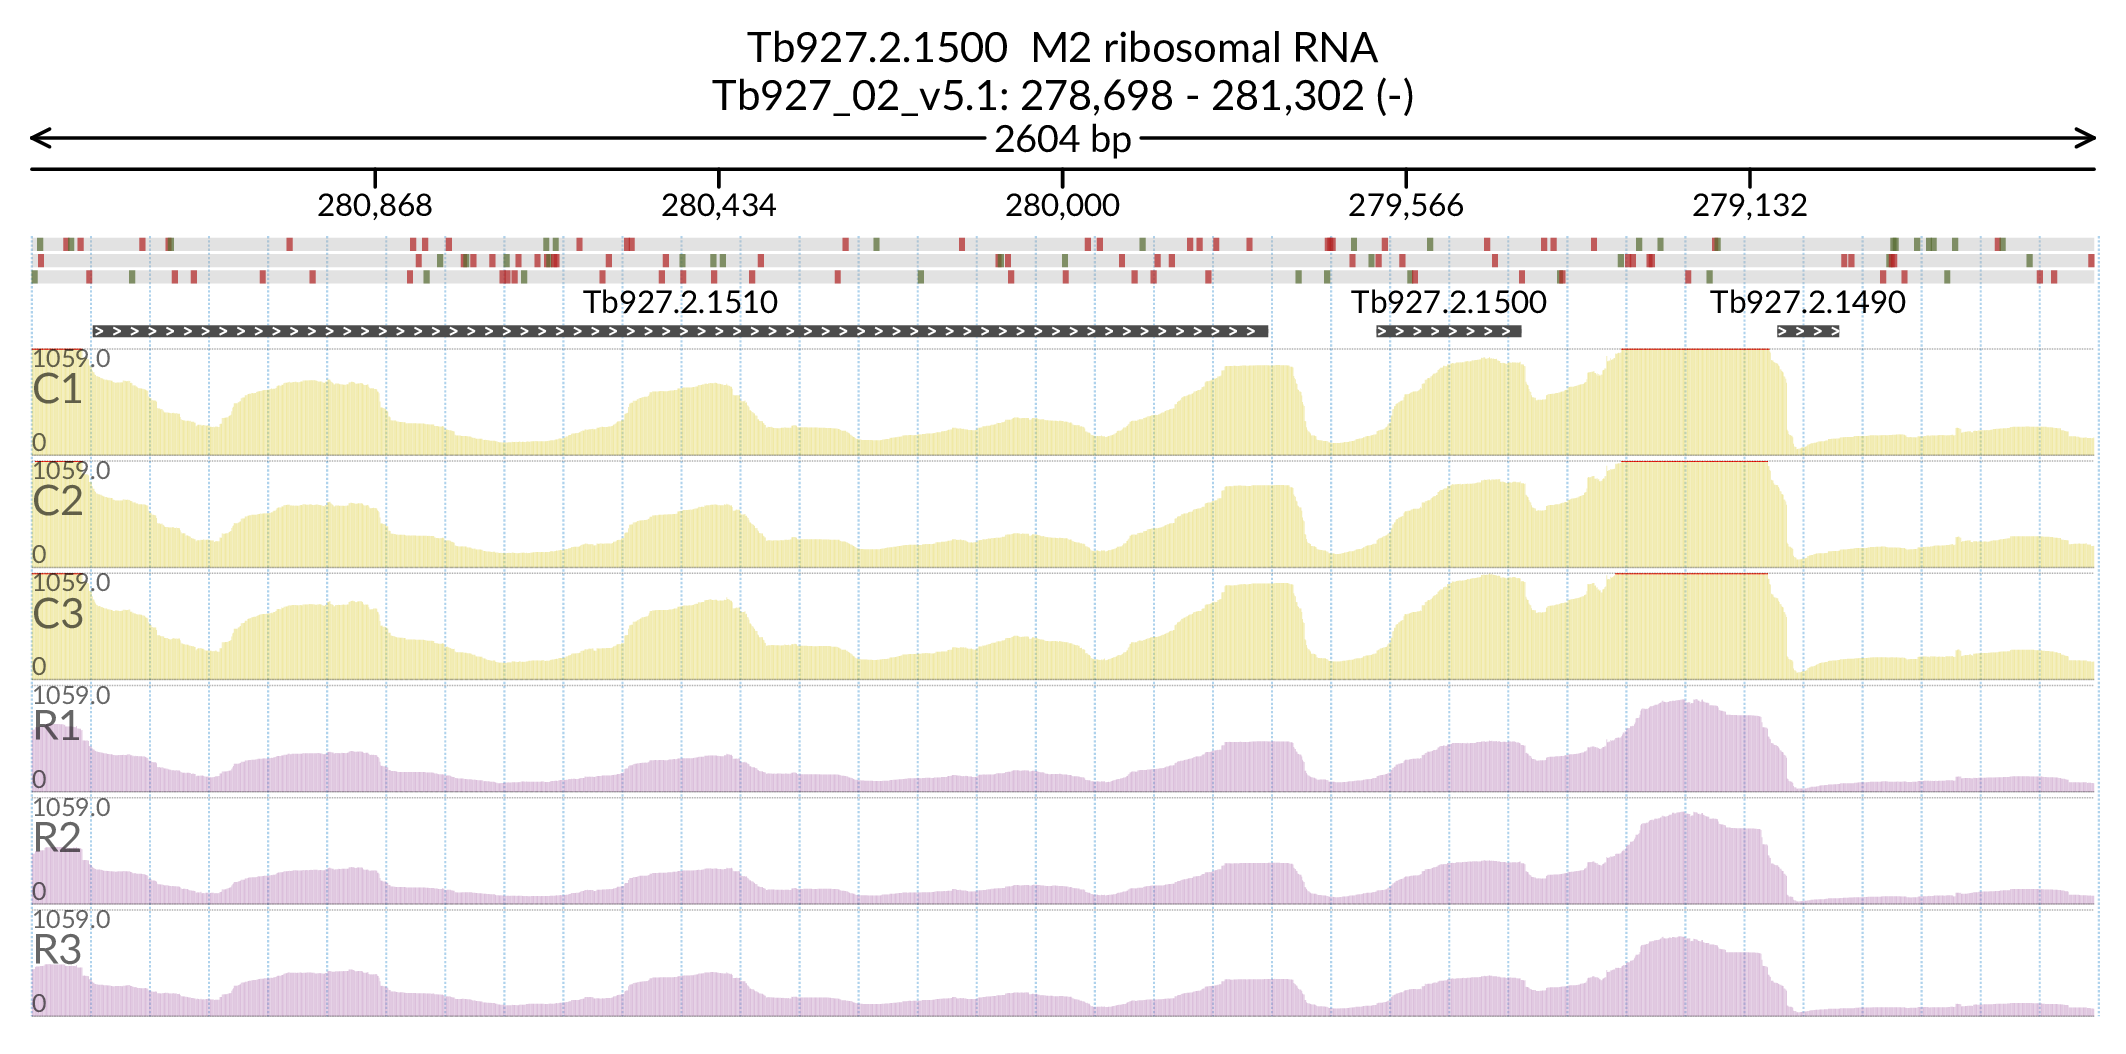 Tb927.2.1500  M2 ribosomal RNA
Tb927_02_v5.1: 278,698 - 281,302 (-)
2604 bp
280,868 280,434 280,000 279,566 279,132
Tb927.2.1510 Tb927.2.1500 Tb927.2.1490
1059.0
C1
0
1059.0
C2
0
1059.0
C3
0
1059.0
R1
0
1059.0
R2
0
1059.0
R3
0